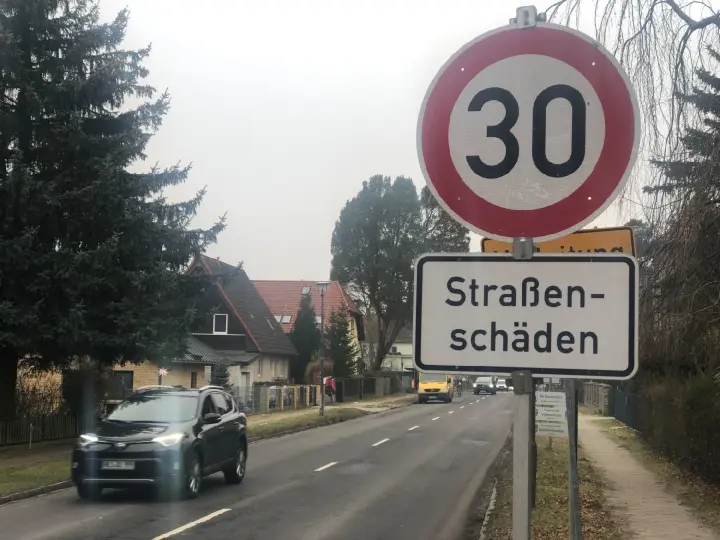 30
Straßen-
schäden